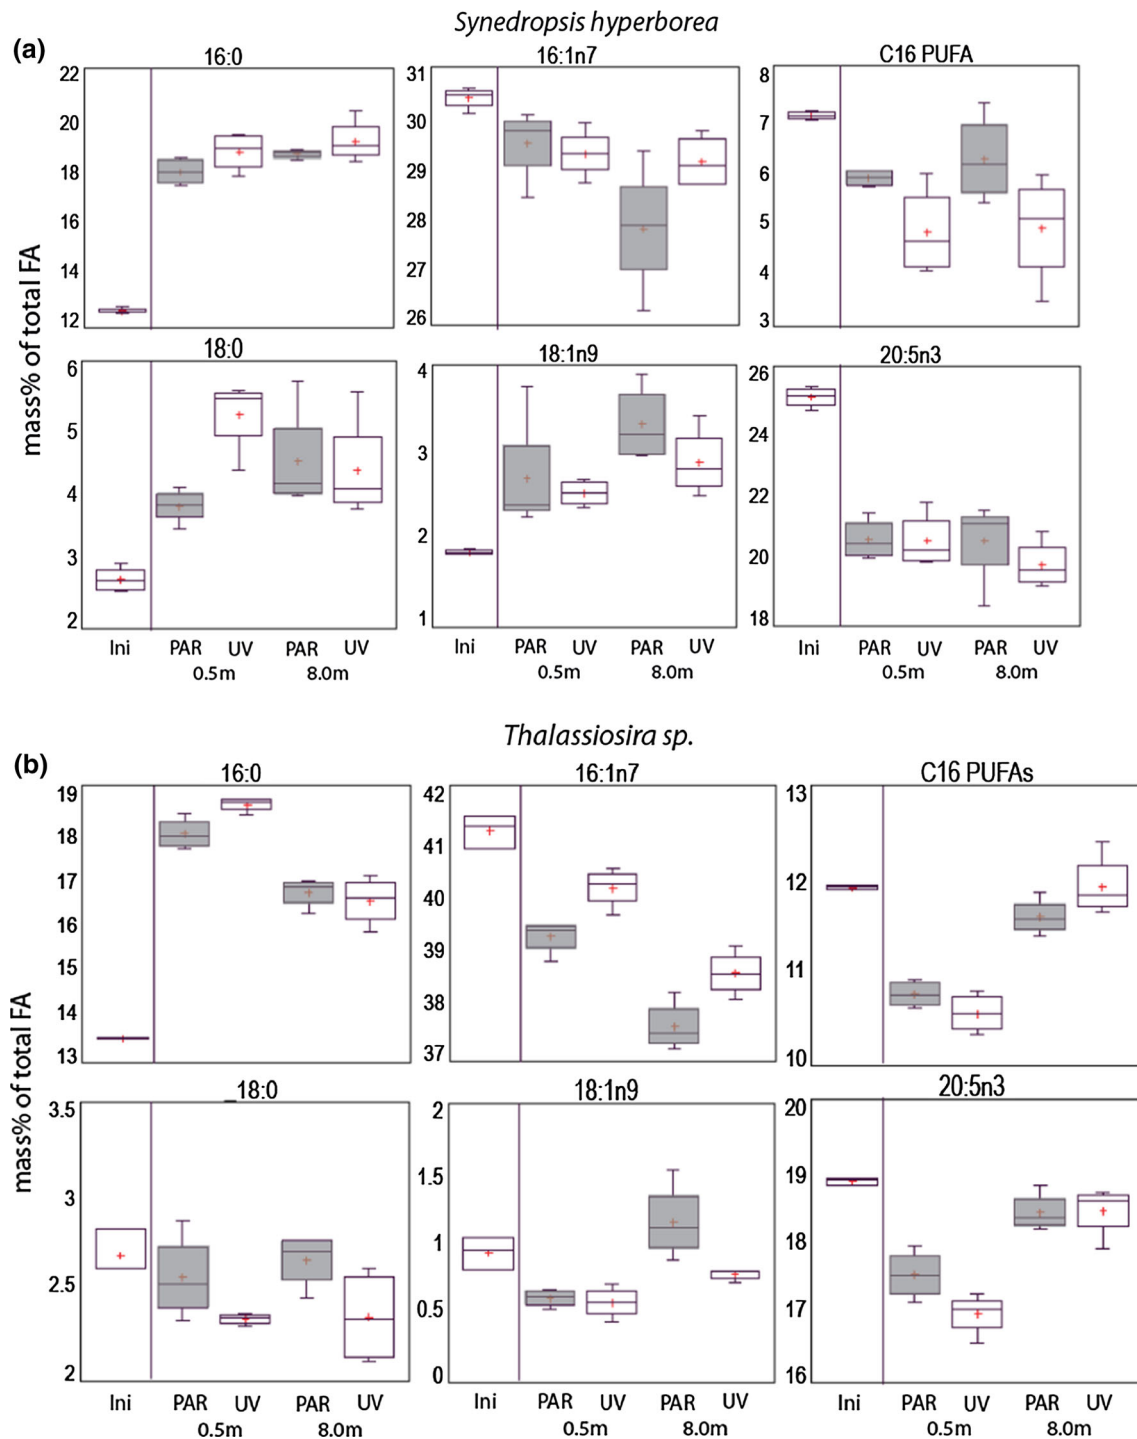 Synedropsis hyperborea
(a)
16:0
16:1n7
C16 PUFA
22
20
18
16
14
12
31
30
29
28
27
26
8
7
6
5
4
3
mass% of total FA
18:0
18:1n9
20:5n3
6
5
4
3
2
4
3
2
1
26
24
22
20
18
Ini PAR UV PAR UV
0.5m 8.0m
Ini PAR UV PAR UV
0.5m 8.0m
Ini PAR UV PAR UV
0.5m 8.0m
Thalassiosira sp.
(b)
16:0
16:1n7
C16 PUFAs
19
18
17
16
15
14
13
42
41
40
39
38
37
13
12
11
10
mass% of total FA
18:0
18:1n9
20:5n3
3.5
3
2.5
2
2
1.5
1
0.5
0
20
19
18
17
16
Ini PAR UV PAR UV
0.5m 8.0m
Ini PAR UV PAR UV
0.5m 8.0m
Ini PAR UV PAR UV
0.5m 8.0m